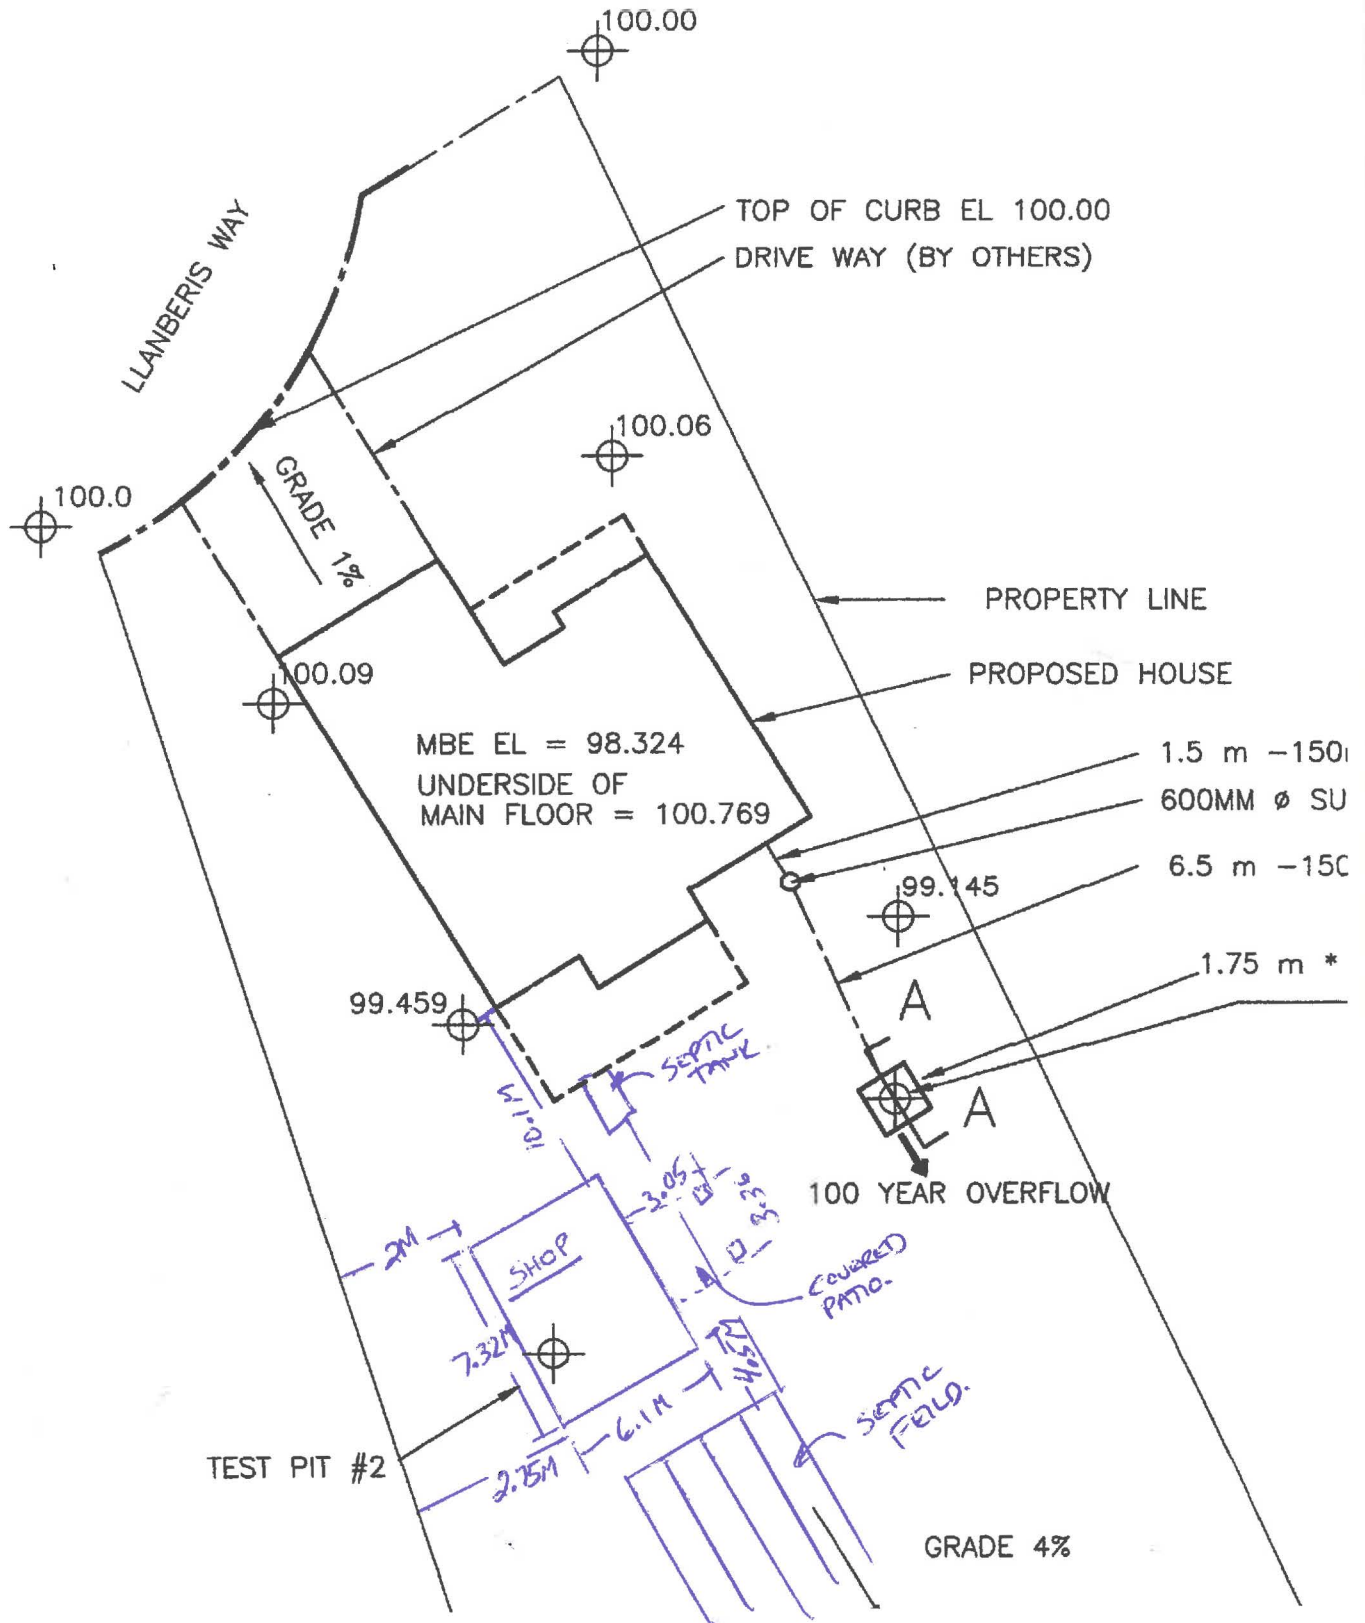 100.00
TOP OF CURB EL 100.00
DRIVE WAY (BY OTHERS)
LLANBERIS WAY
100.06
100.0
GRADE 1%
PROPERTY LINE
100.09
PROPOSED HOUSE
MBE EL = 98.324
UNDERSIDE OF
MAIN FLOOR = 100.769
1.5 m -150
600MM ø SU
6.5 m -150
99.145
1.75 m *
99.459
A
SEPTIC
TANK
10.1M
A
100 YEAR OVERFLOW
3.05
3.36
2M
SHOP
COVERED
PATIO.
7.32M
4.57M
6.1M
SEPTIC
FEILD.
TEST PIT #2
2.75M
GRADE 4%